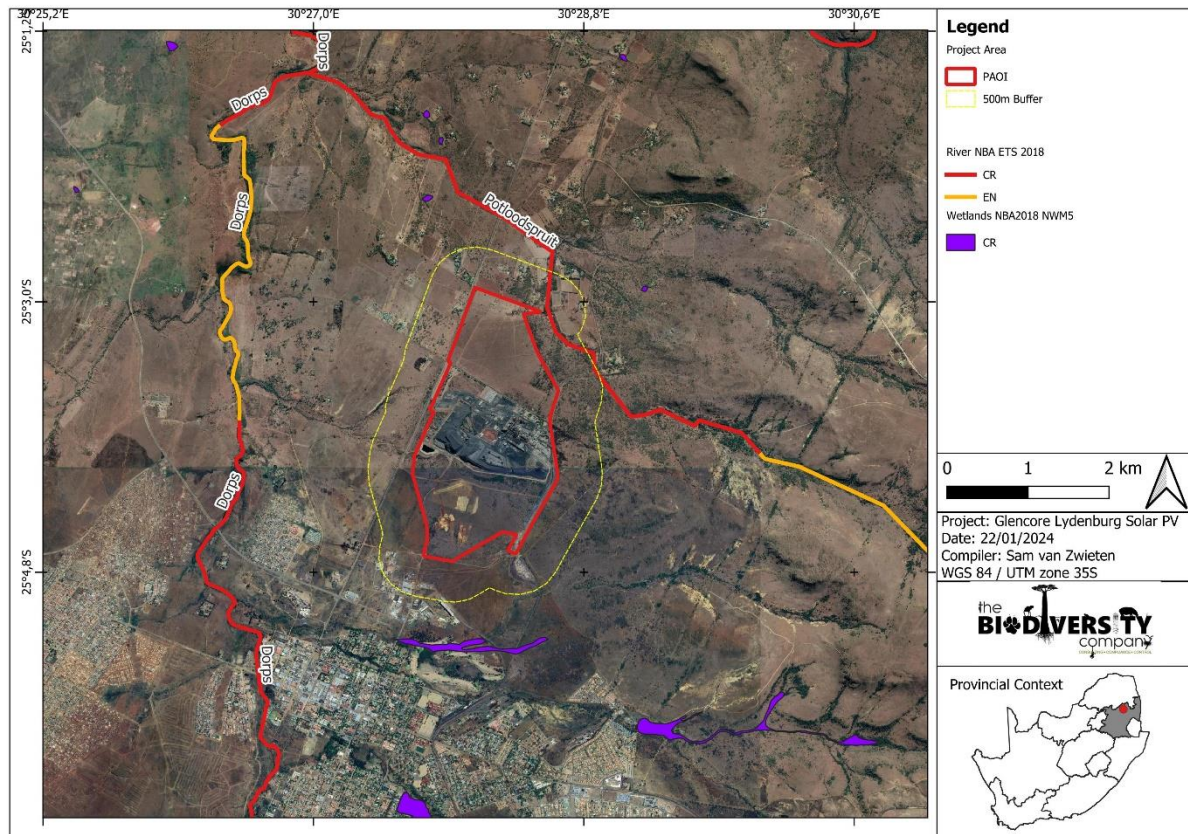 30°25,2'E
30°27,0'E
30°28,8'E
30°30,6'E
25°1,2'S
25°3,0'S
25°4,8'S
Dorps
Dorps
Dorps
Potloodspruit
Dorps
Dorps
Legend
Project Area
PAOI
500m Buffer
River NBA ETS 2018
CR
EN
Wetlands NBA2018 NWM5
CR
0 1 2 km
Project: Glencore Lydenburg Solar PV
Date: 22/01/2024
Compiler: Sam van Zwieten
WGS 84 / UTM zone 35S
the
BIODIVERSITY
company
Provincial Context